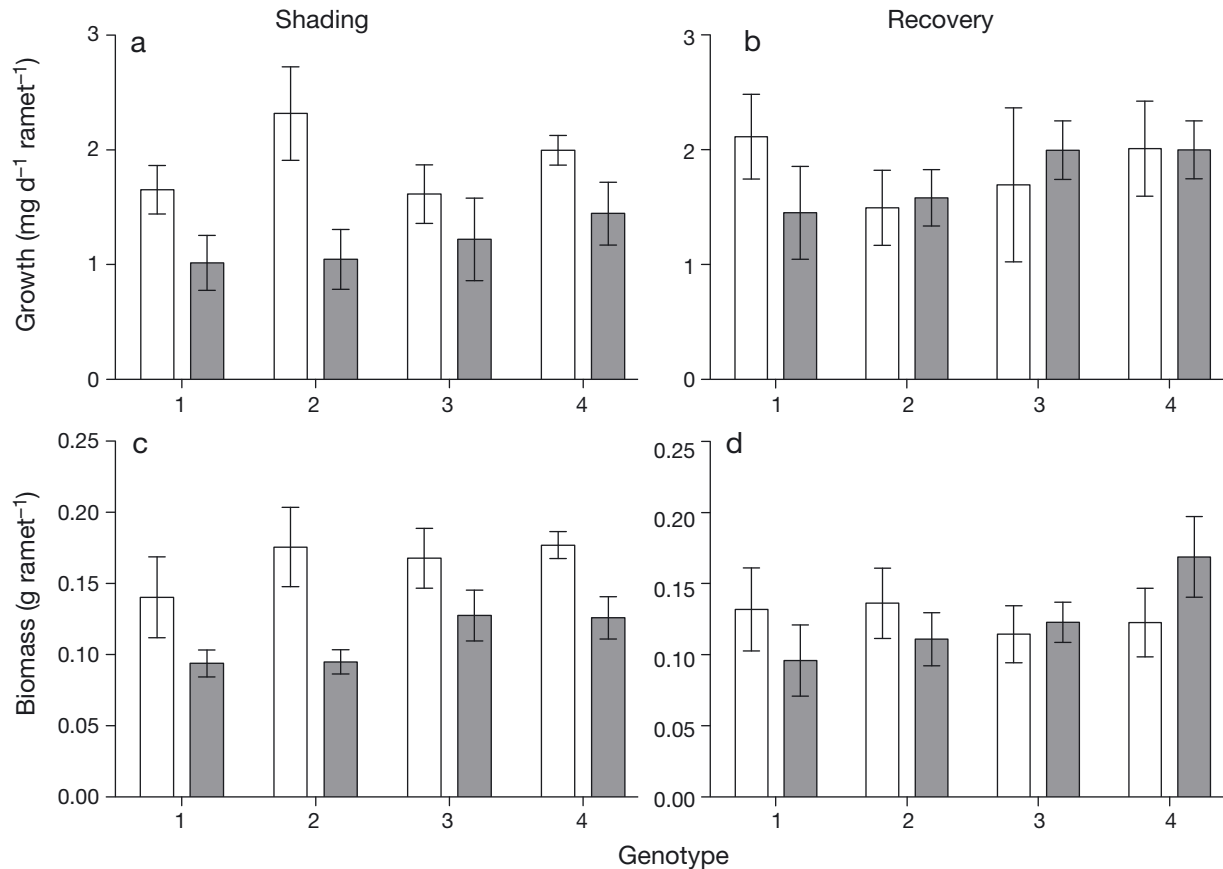 Shading
Recovery
a
b
Growth (mg d⁻¹ ramet⁻¹)
3
2
1
0
1 2 3 4
3
2
1
0
1 2 3 4
c
d
Biomass (g ramet⁻¹)
0.25
0.20
0.15
0.10
0.05
0.00
1 2 3 4
0.25
0.20
0.15
0.10
0.05
0.00
1 2 3 4
Genotype